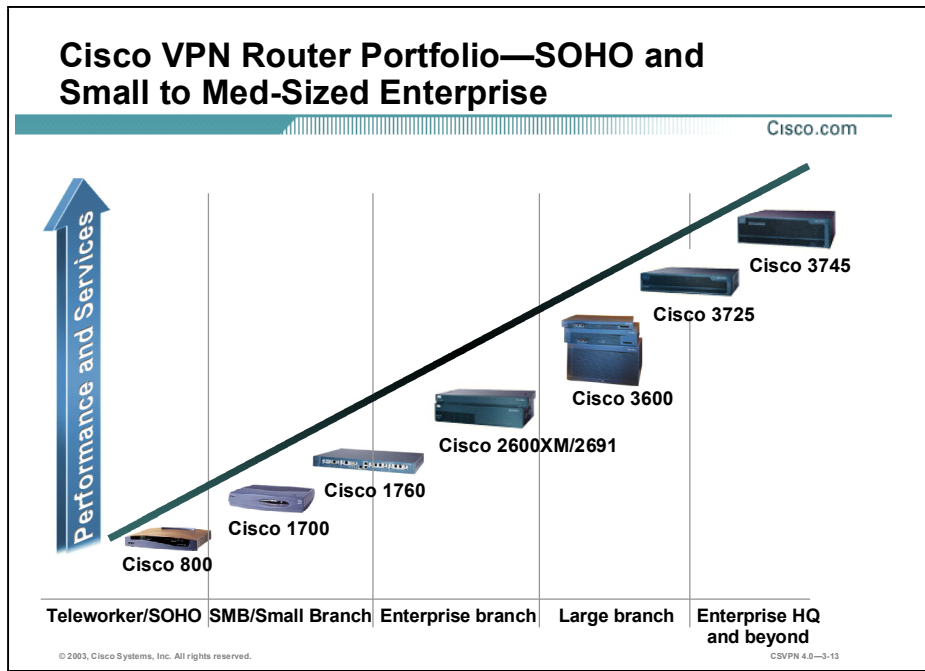 Cisco VPN Router Portfolio—SOHO and
Small to Med-Sized Enterprise
Cisco.com
Performance and Services
Cisco 3745
Cisco 3725
Cisco 3600
Cisco 2600XM/2691
Cisco 1760
Cisco 1700
Cisco 800
Teleworker/SOHO
SMB/Small Branch
Enterprise branch
Large branch
Enterprise HQ
and beyond
© 2003, Cisco Systems, Inc. All rights reserved.
CSVPN 4.0—3-13